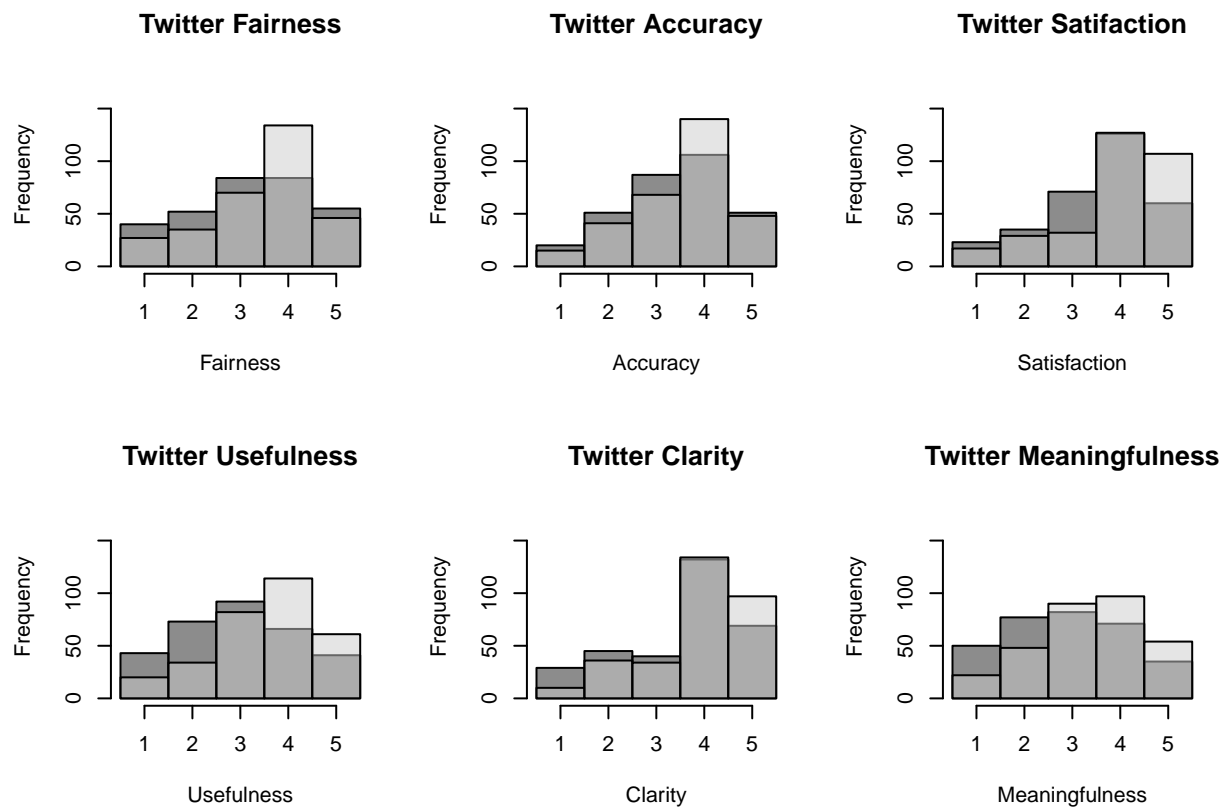 Twitter Fairness
Frequency
100
50
0
1 2 3 4 5
Fairness
Twitter Accuracy
Frequency
100
50
0
1 2 3 4 5
Accuracy
Twitter Satifaction
Frequency
100
50
0
1 2 3 4 5
Satisfaction
Twitter Usefulness
Frequency
100
50
0
1 2 3 4 5
Usefulness
Twitter Clarity
Frequency
100
50
0
1 2 3 4 5
Clarity
Twitter Meaningfulness
Frequency
100
50
0
1 2 3 4 5
Meaningfulness